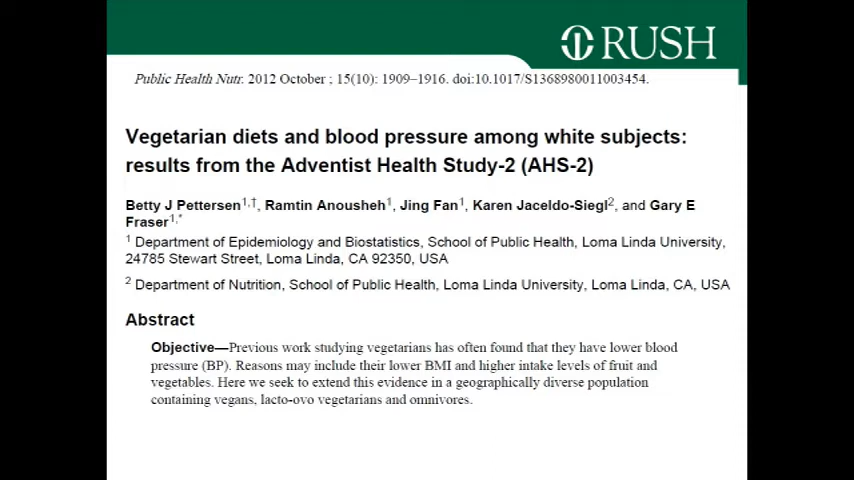 RUSH
Public Health Nutr. 2012 October ; 15(10): 1909–1916. doi:10.1017/S1368980011003454.
Vegetarian diets and blood pressure among white subjects:
results from the Adventist Health Study-2 (AHS-2)
Betty J Pettersen1,†, Ramtin Anousheh1, Jing Fan1, Karen Jaceldo-Siegl2, and Gary E
Fraser1,*
1 Department of Epidemiology and Biostatistics, School of Public Health, Loma Linda University,
24785 Stewart Street, Loma Linda, CA 92350, USA
2 Department of Nutrition, School of Public Health, Loma Linda University, Loma Linda, CA, USA
Abstract
Objective—Previous work studying vegetarians has often found that they have lower blood
pressure (BP). Reasons may include their lower BMI and higher intake levels of fruit and
vegetables. Here we seek to extend this evidence in a geographically diverse population
containing vegans, lacto-ovo vegetarians and omnivores.